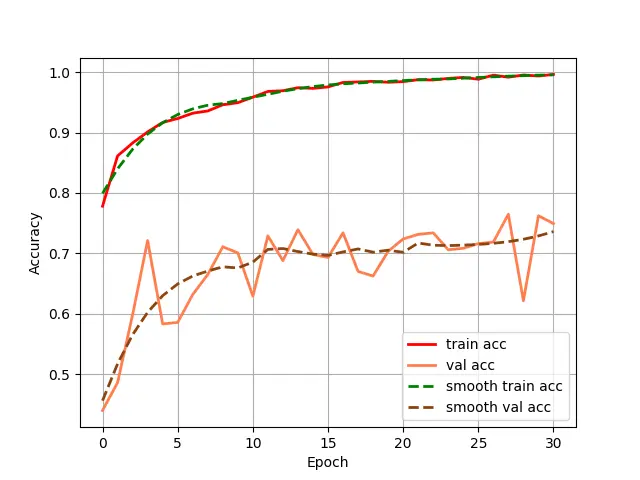 1.0
0.9
0.8
0.7
0.6
0.5
Accuracy
train acc
val acc
smooth train acc
smooth val acc
0 5 10 15 20 25 30
Epoch